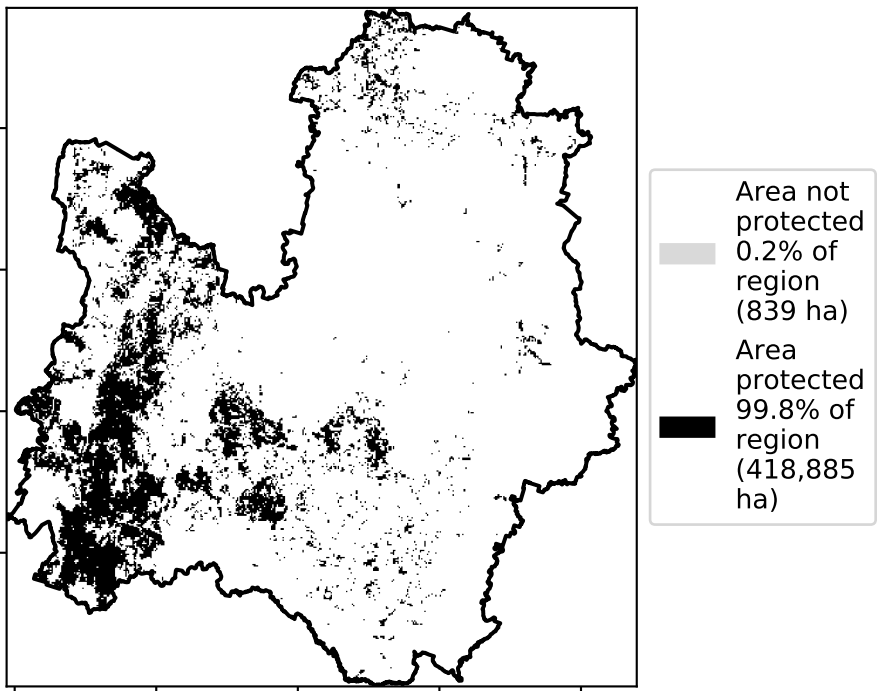 Area not
protected
0.2% of
region
(839 ha)
Area
protected
99.8% of
region
(418,885
ha)